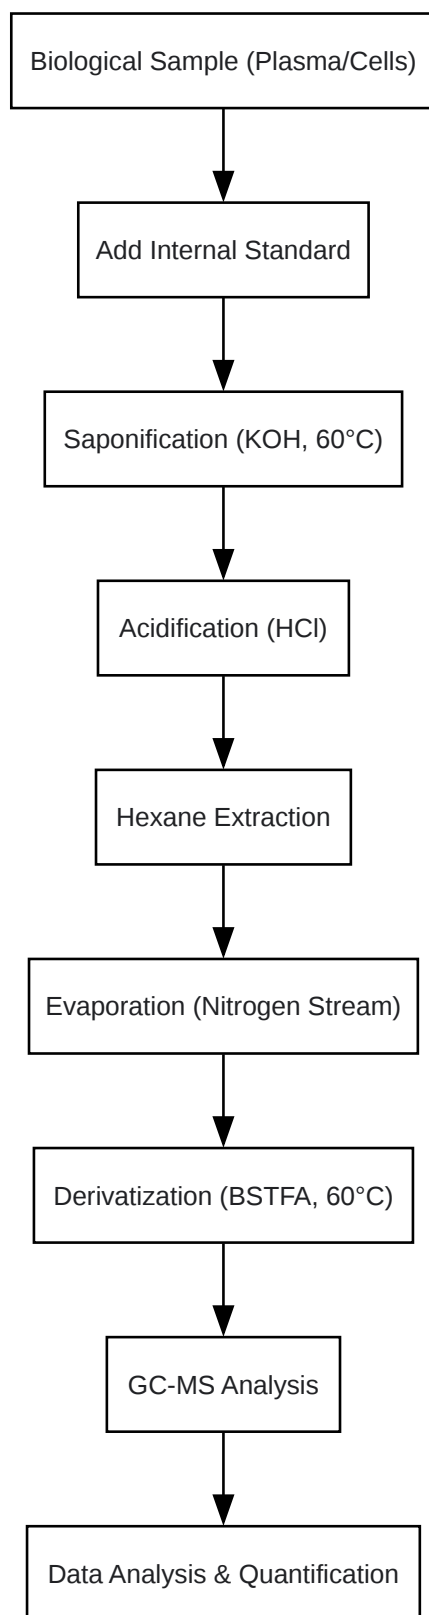 Biological Sample (Plasma/Cells)
Add Internal Standard
Saponification (KOH, 60°C)
Acidification (HCl)
Hexane Extraction
Evaporation (Nitrogen Stream)
Derivatization (BSTFA, 60°C)
GC-MS Analysis
Data Analysis & Quantification